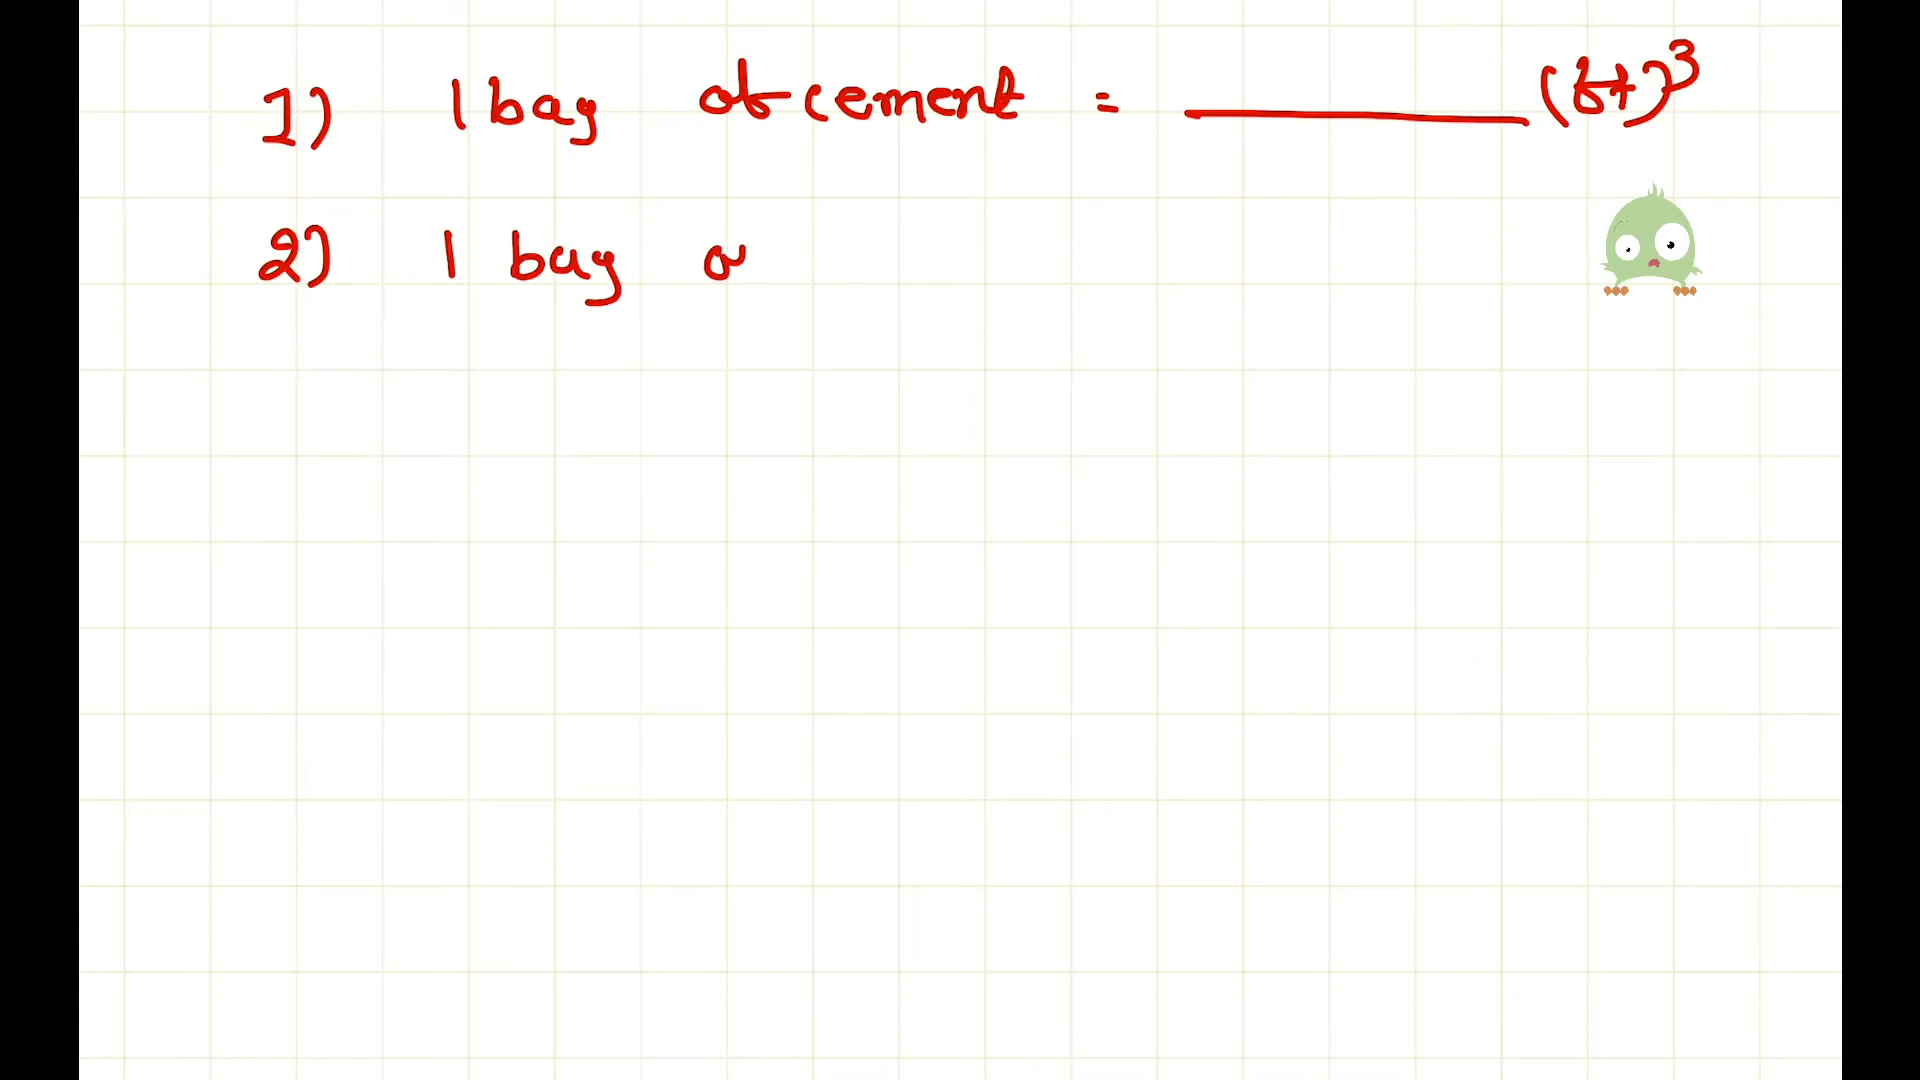 1) 1 bag of cement = ________ (ft)³
2) 1 bag o